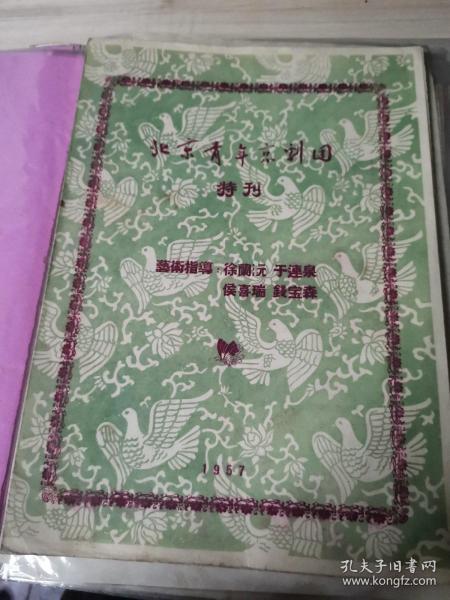 北京青年京剧团
特刊
藝術指導：徐蘭沅 于連泉
侯喜瑞 錢宝森
1957
孔夫子旧书网
www.kongfz.com